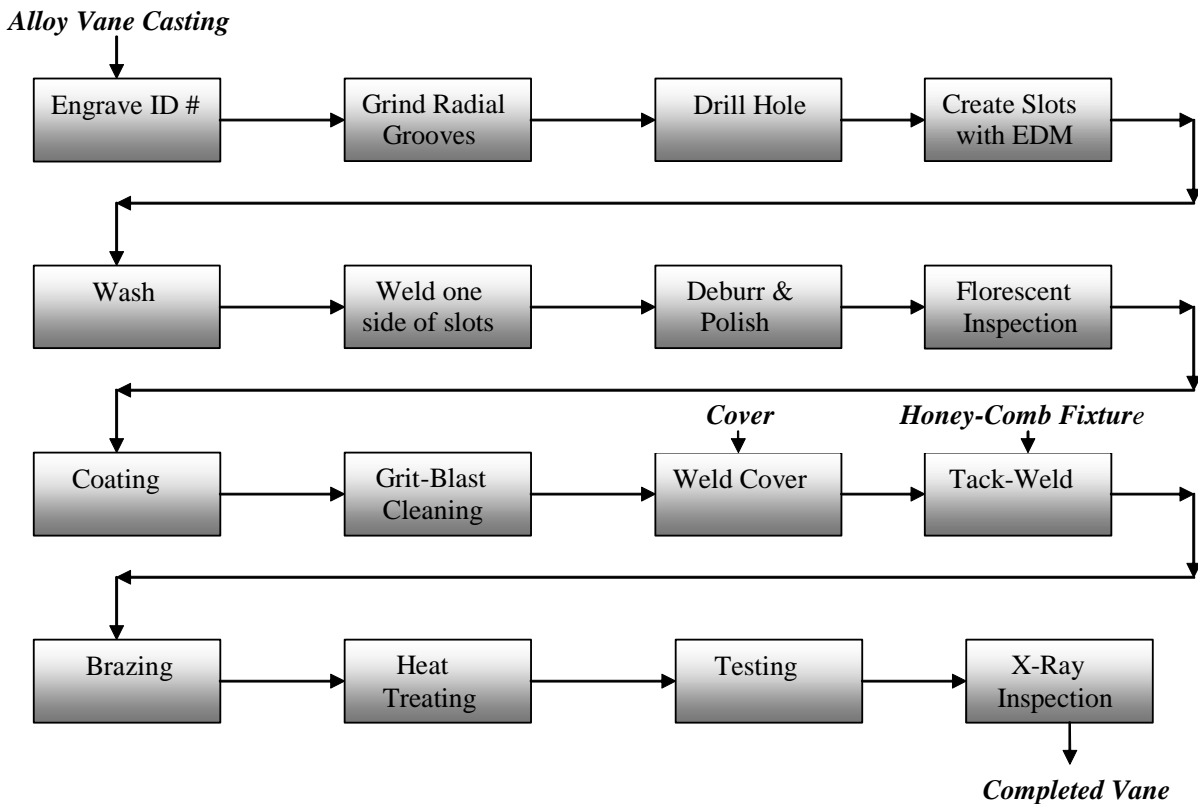 Alloy Vane Casting
Engrave ID #
Grind Radial
Grooves
Drill Hole
Create Slots
with EDM
Wash
Weld one
side of slots
Deburr &
Polish
Florescent
Inspection
Cover
Honey-Comb Fixture
Coating
Grit-Blast
Cleaning
Weld Cover
Tack-Weld
Brazing
Heat
Treating
Testing
X-Ray
Inspection
Completed Vane